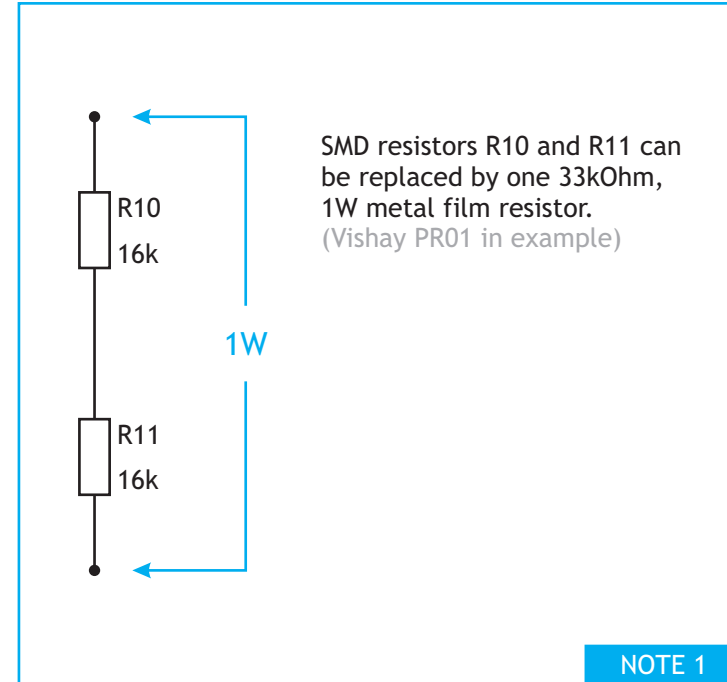 SMD resistors R10 and R11 can
be replaced by one 33kOhm,
1W metal film resistor.
(Vishay PR01 in example)
R10
16k
1W
R11
16k
NOTE 1